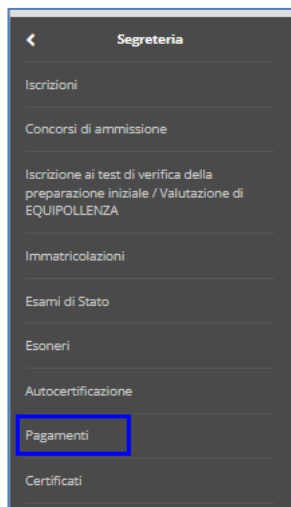 Segreteria
Iscrizioni
Concorsi di ammissione
Iscrizione ai test di verifica della
preparazione iniziale / Valutazione di
EQUIPOLLENZA
Immatricolazioni
Esami di Stato
Esoneri
Autocertificazione
Pagamenti
Certificati